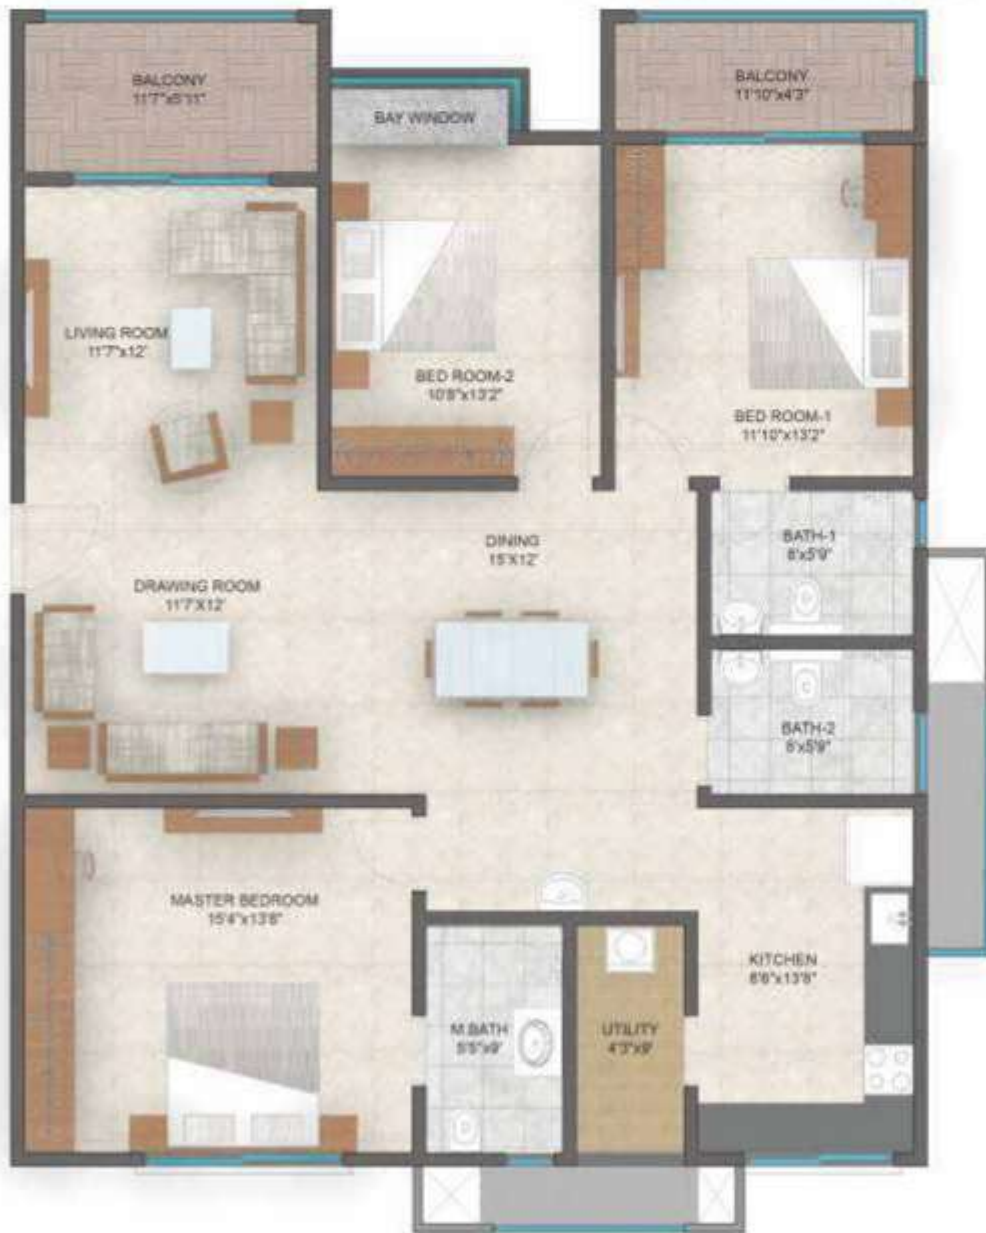 BALCONY
11'7"x5'11"
BALCONY
11'10"x4'3"
BAY WINDOW
LIVING ROOM
11'7"x12'
BED ROOM-2
10'8"x13'2"
BED ROOM-1
11'10"x13'2"
DINING
15'X12'
BATH-1
8'x5'9"
DRAWING ROOM
11'7"X12'
BATH-2
8'x5'9"
MASTER BEDROOM
15'4"x13'8"
KITCHEN
8'6"x13'8"
M.BATH
5'5"x9'
UTILITY
4'3"x9'